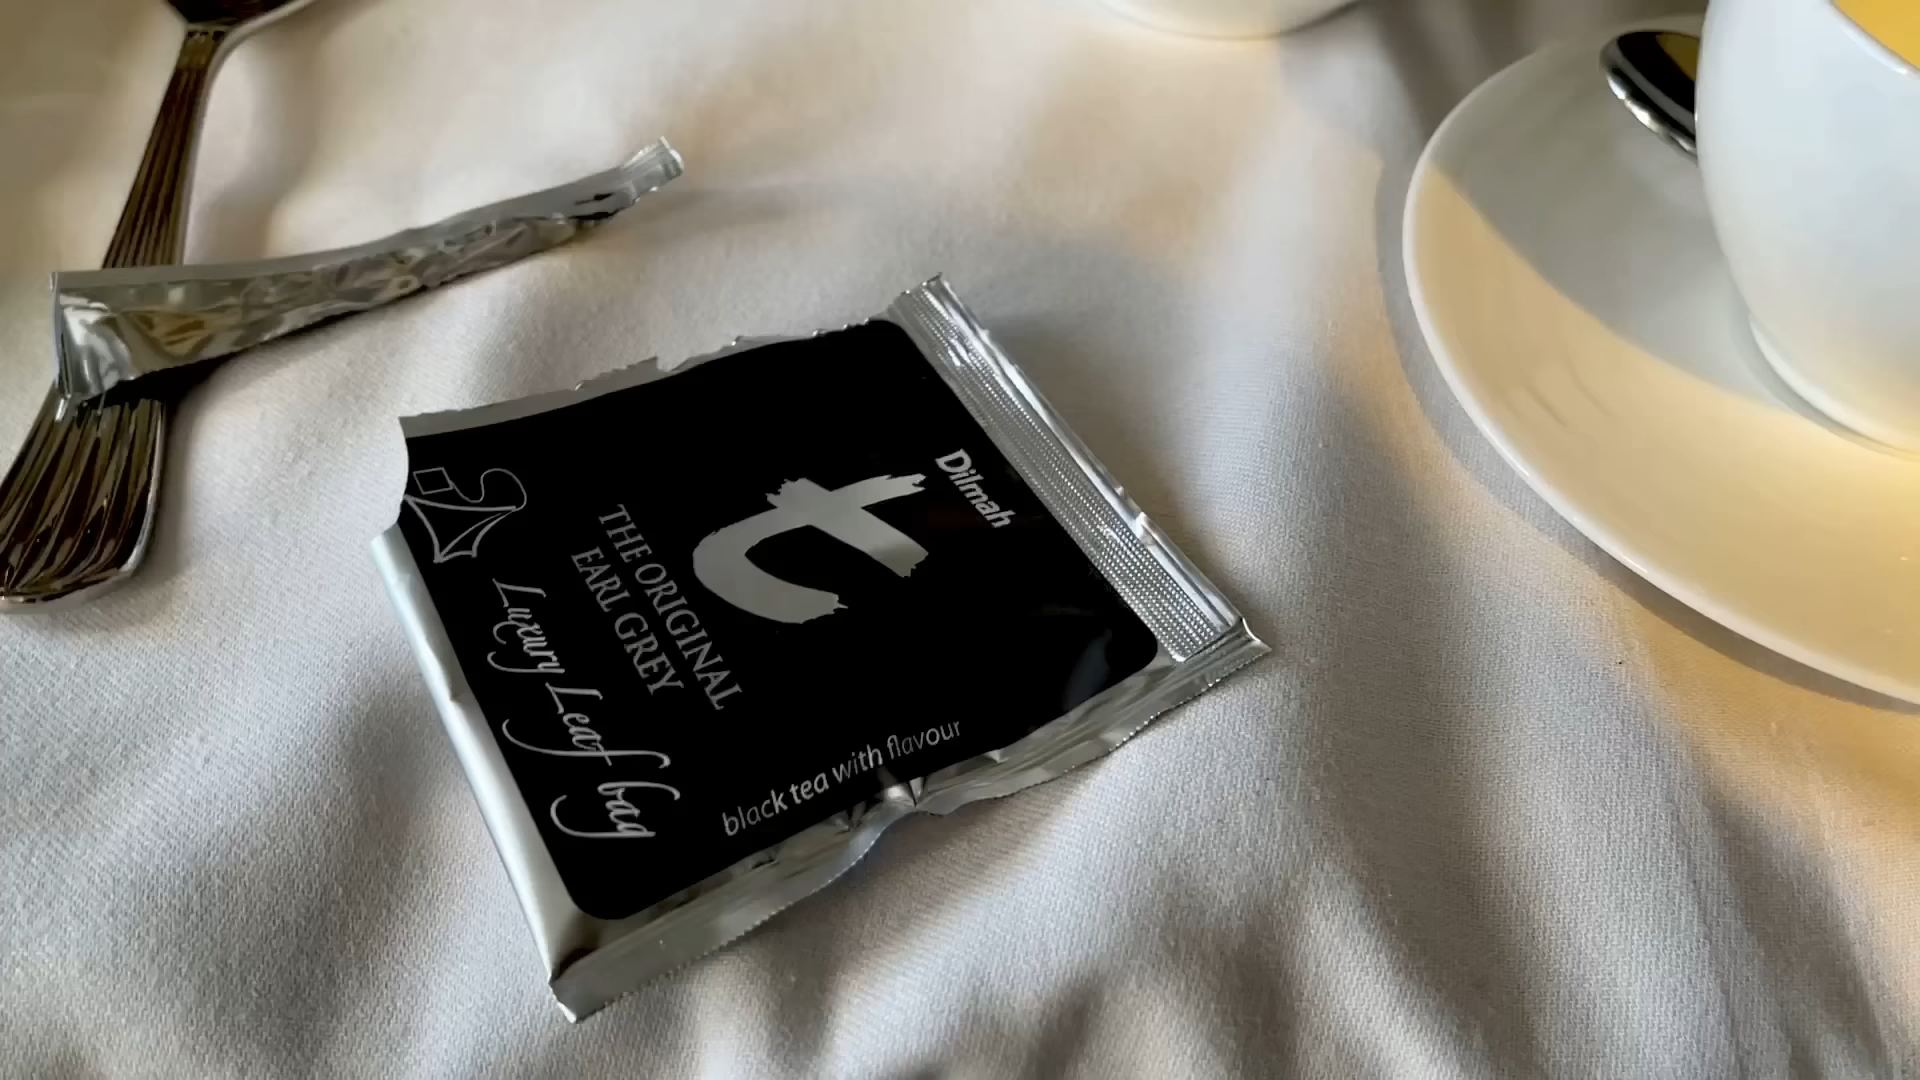 Dilmah
t
THE ORIGINAL
EARL GREY
Luxury Leaf bag
black tea with flavour